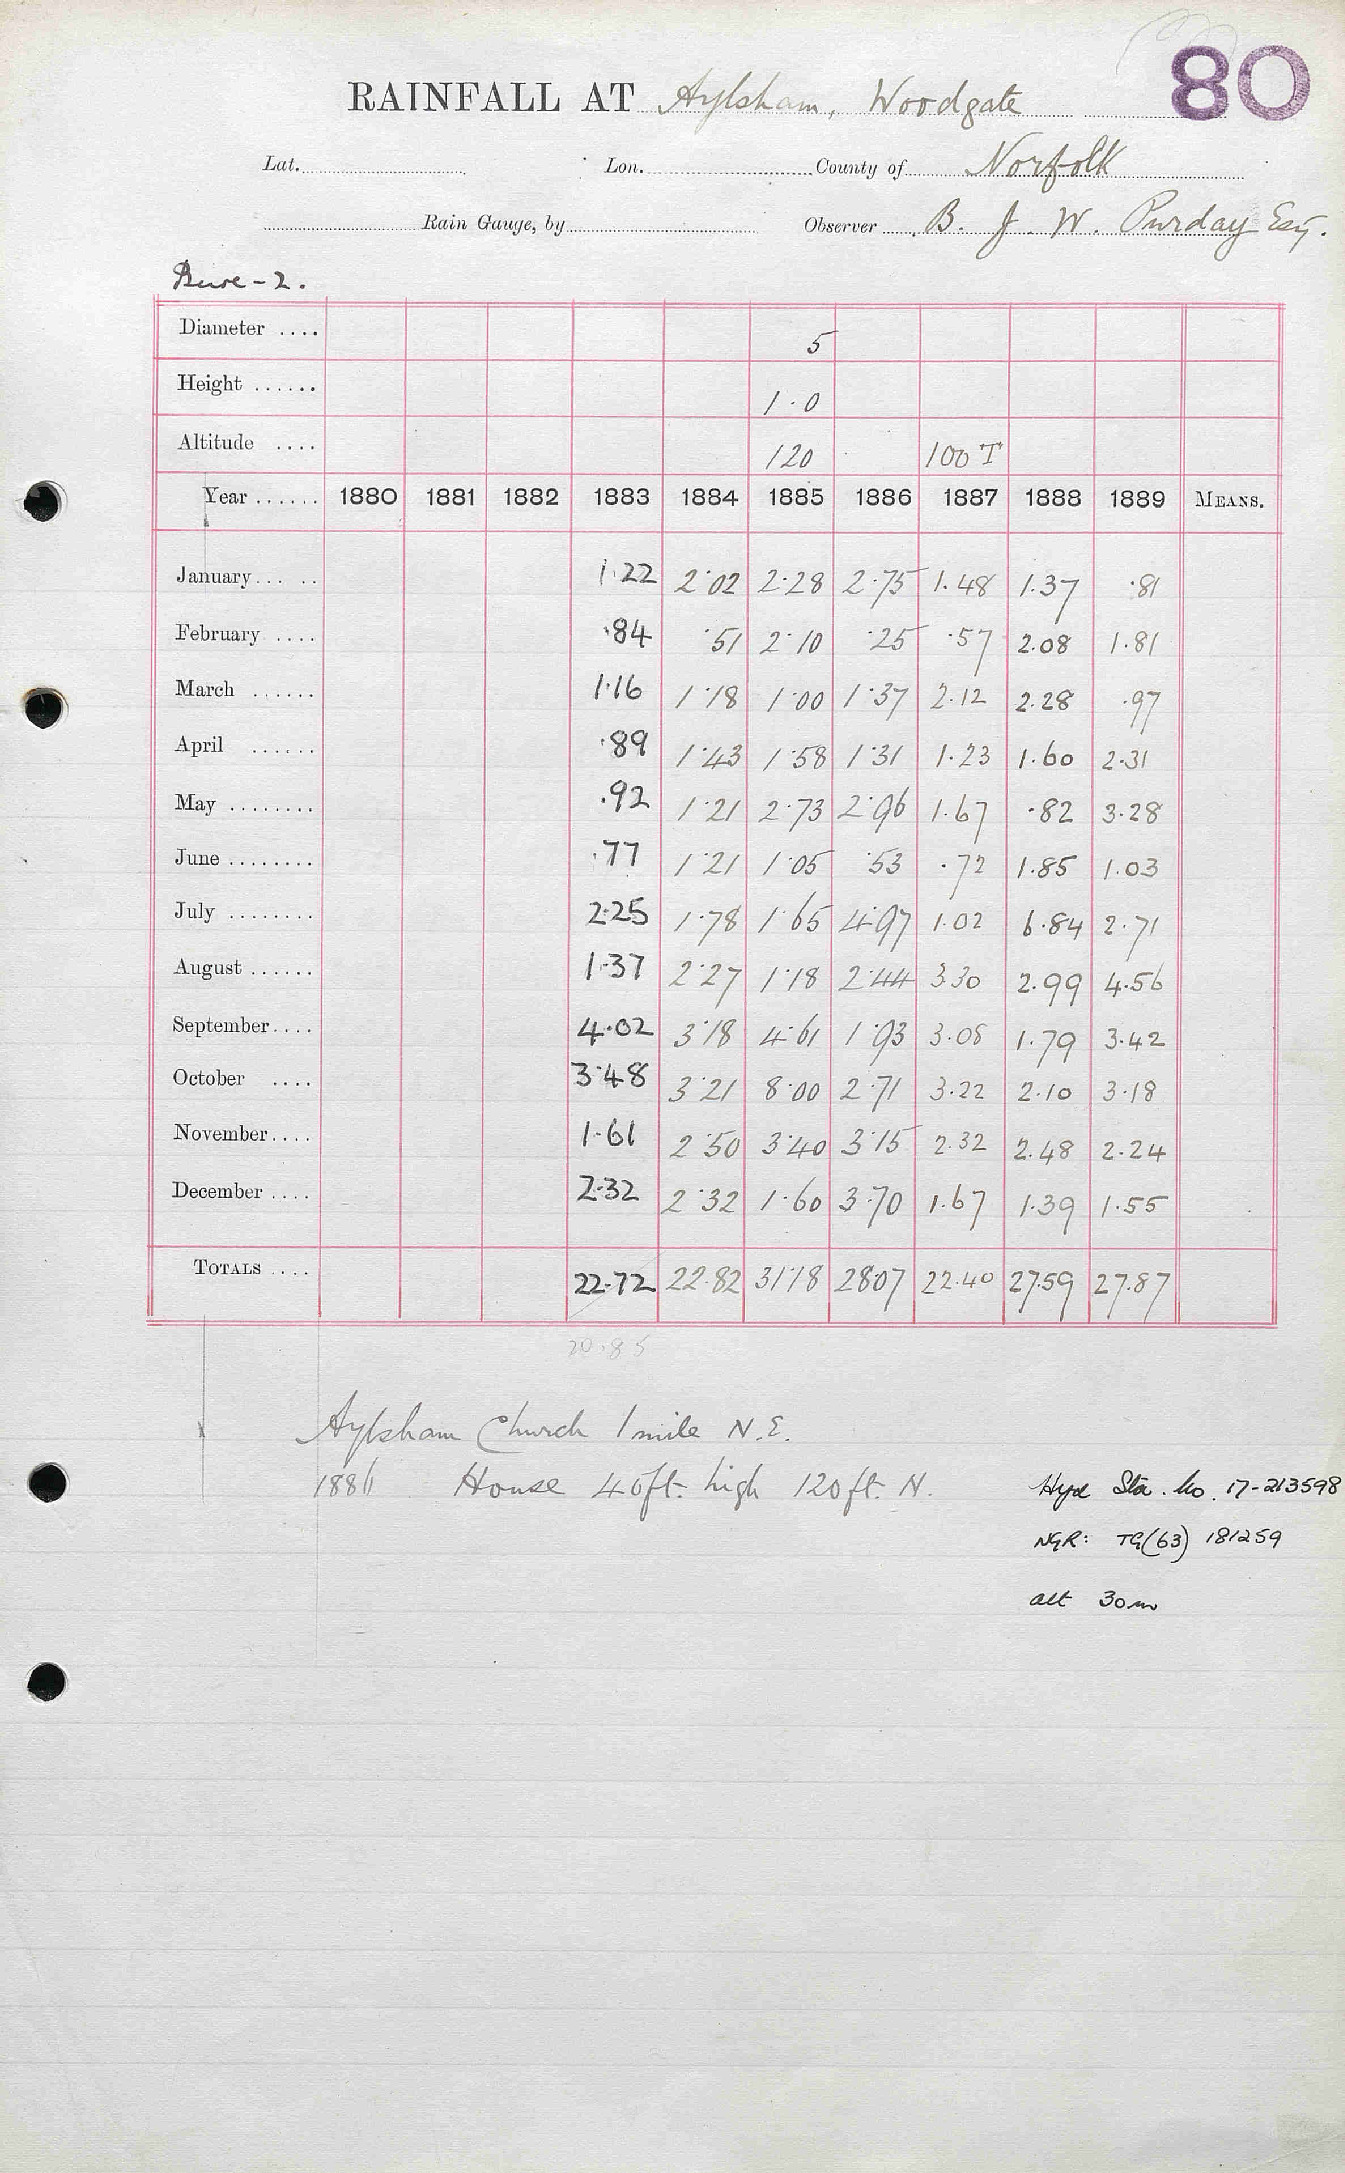 80
RAINFALL AT Aylsham, Woodgate
Lat. Lon. County of Norfolk
Rain Gauge, by Observer B. J. W. Purday Esq.
Bure - 2.
Diameter .... 5
Height ...... 1.0
Altitude .... 120 100 T
Year ...... 1880 1881 1882 1883 1884 1885 1886 1887 1888 1889 MEANS.
January... .. 1.22 2.02 2.28 2.75 1.48 1.37 .81
February .... .84 .51 2.10 .25 .57 2.08 1.81
March ...... 1.16 1.18 1.00 1.37 2.12 2.28 .97
April ...... .89 1.43 1.58 1.31 1.23 1.60 2.31
May ........ .92 1.21 2.73 2.96 1.67 .82 3.28
June ........ .77 1.21 1.05 .53 .72 1.85 1.03
July ........ 2.25 1.78 1.65 4.97 1.02 6.84 2.71
August ...... 1.37 2.27 1.18 2.44 3.30 2.99 4.56
September.... 4.02 3.18 4.61 1.93 3.08 1.79 3.42
October .... 3.48 3.21 8.00 2.71 3.22 2.10 3.18
November.... 1.61 2.50 3.40 3.15 2.32 2.48 2.24
December .... 2.32 2.32 1.60 3.70 1.67 1.39 1.55
TOTALS .... 22.72 22.82 31.18 28.07 22.40 27.59 27.87
20.85
Aylsham Church 1 mile N.E.
1886 House 40ft. high 120ft. N.
Hyd Sta. No. 17-213598
NGR: TG(63) 181259
alt 30m